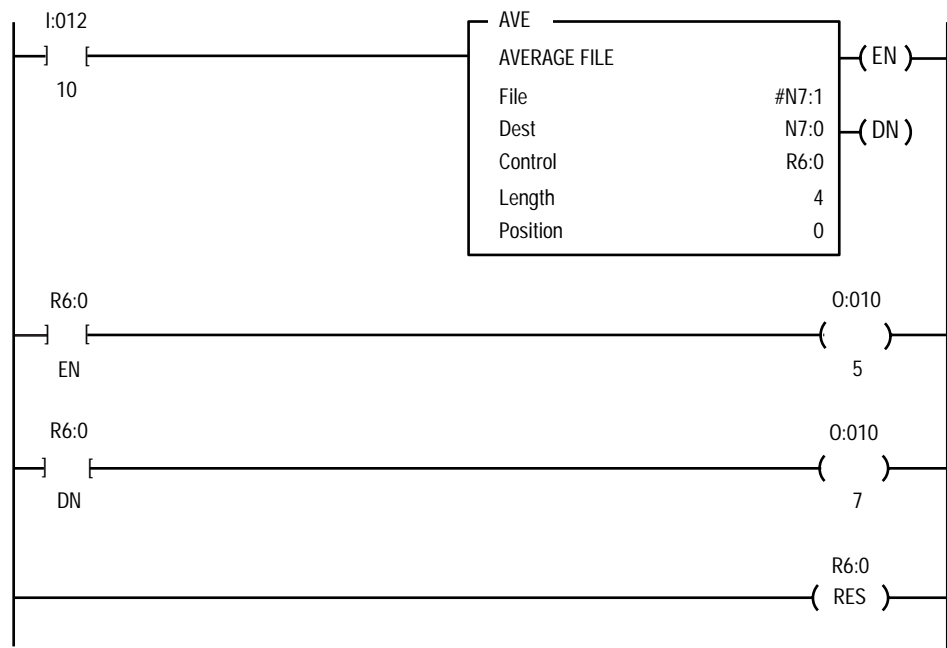 I:012
10
AVE
AVERAGE FILE
File #N7:1
Dest N7:0
Control R6:0
Length 4
Position 0
EN
DN
R6:0
EN
O:010
5
R6:0
DN
O:010
7
R6:0
RES